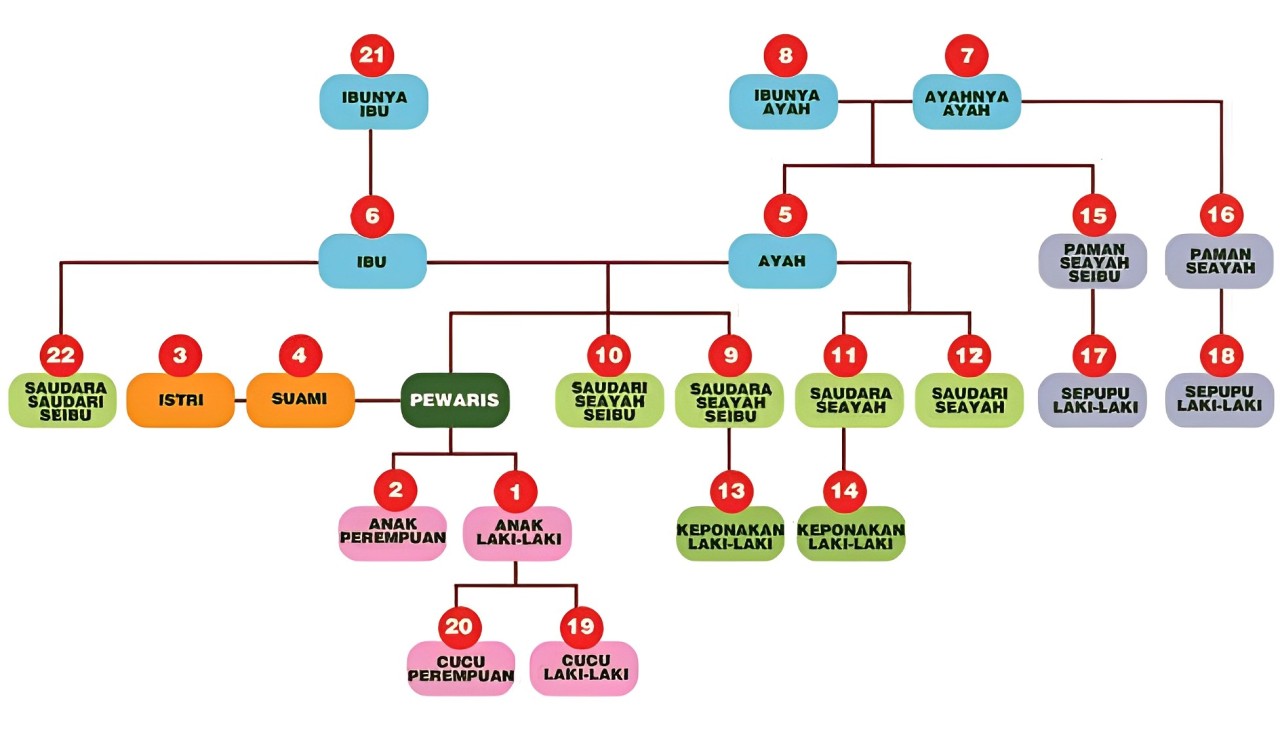 21
IBUNYA
IBU
8
IBUNYA
AYAH
7
AYAHNYA
AYAH
6
IBU
5
AYAH
15
PAMAN
SEAYAH
SEIBU
16
PAMAN
SEAYAH
22
SAUDARA
SAUDARI
SEIBU
3
ISTRI
4
SUAMI
PEWARIS
10
SAUDARI
SEAYAH
SEIBU
9
SAUDARA
SEAYAH
SEIBU
11
SAUDARA
SEAYAH
12
SAUDARI
SEAYAH
17
SEPUPU
LAKI-LAKI
18
SEPUPU
LAKI-LAKI
2
ANAK
PEREMPUAN
1
ANAK
LAKI-LAKI
13
KEPONAKAN
LAKI-LAKI
14
KEPONAKAN
LAKI-LAKI
20
CUCU
PEREMPUAN
19
CUCU
LAKI-LAKI